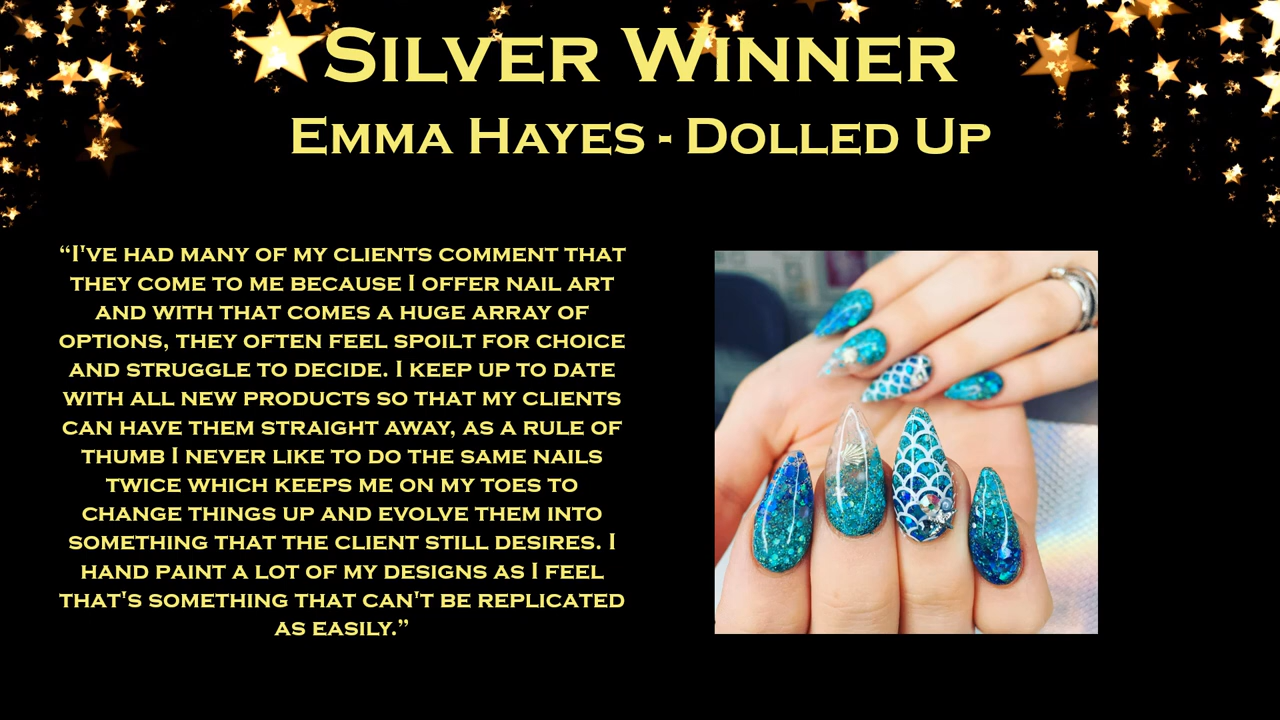 Silver Winner
Emma Hayes - Dolled Up
“I've had many of my clients comment that
they come to me because I offer nail art
and with that comes a huge array of
options, they often feel spoilt for choice
and struggle to decide. I keep up to date
with all new products so that my clients
can have them straight away, as a rule of
thumb I never like to do the same nails
twice which keeps me on my toes to
change things up and evolve them into
something that the client still desires. I
hand paint a lot of my designs as I feel
that's something that can't be replicated
as easily.”